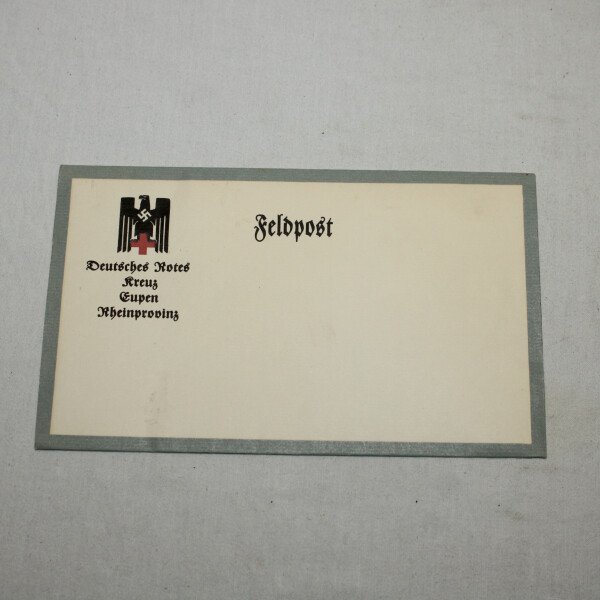 Feldpost
Deutsches Rotes
Kreuz
Eupen
Rheinprovinz